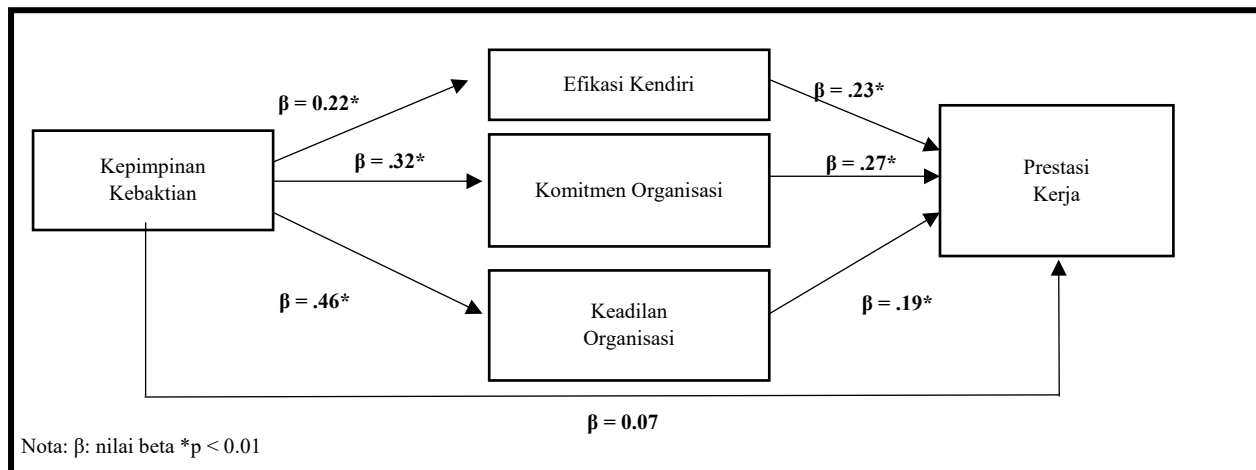 Efikasi Kendiri
β = 0.22*
β = .23*
Kepimpinan
Kebaktian
β = .32*
Komitmen Organisasi
β = .27*
Prestasi
Kerja
β = .46*
Keadilan
Organisasi
β = .19*
β = 0.07
Nota: β: nilai beta *p < 0.01